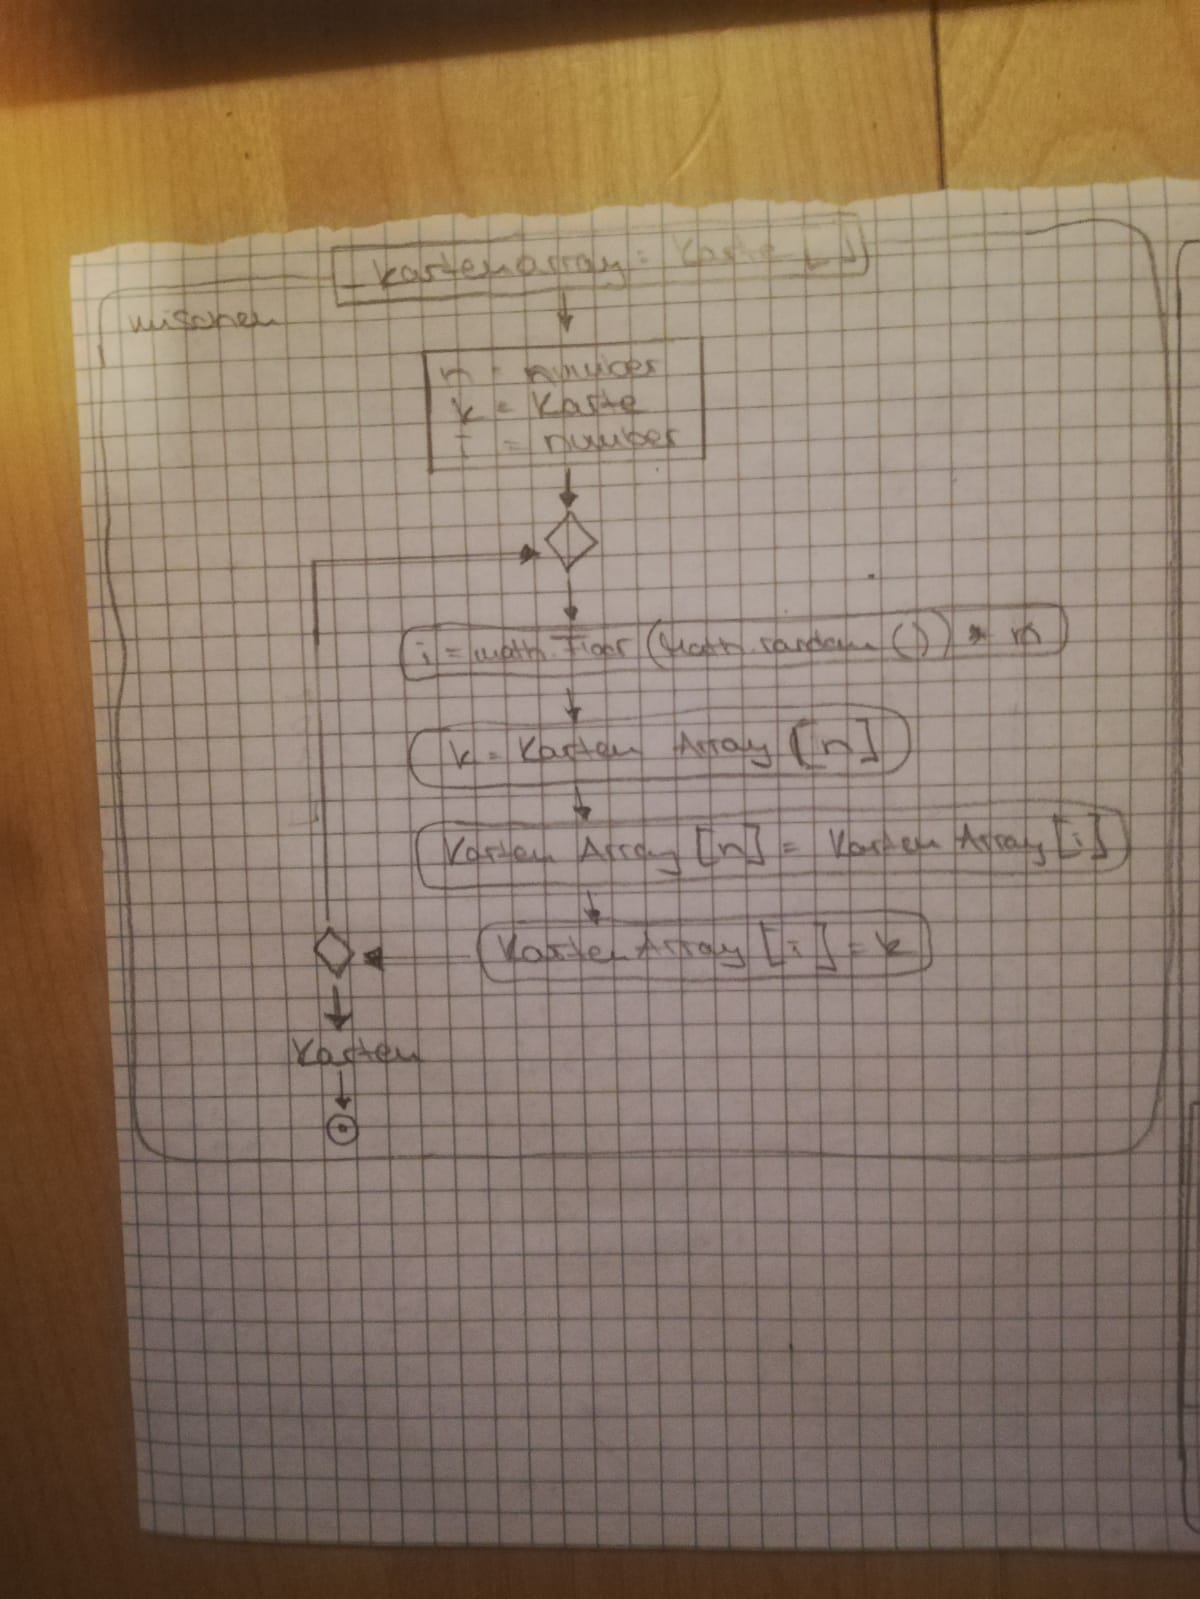 Kartenarray: Karte [ ]
mischen
n = number
k = Karte
i = number
i = math.Floor (Math.random ()) * n
k = Karten Array [n]
Karten Array [n] = Karten Array [i]
Karten Array [i] = k
Karten